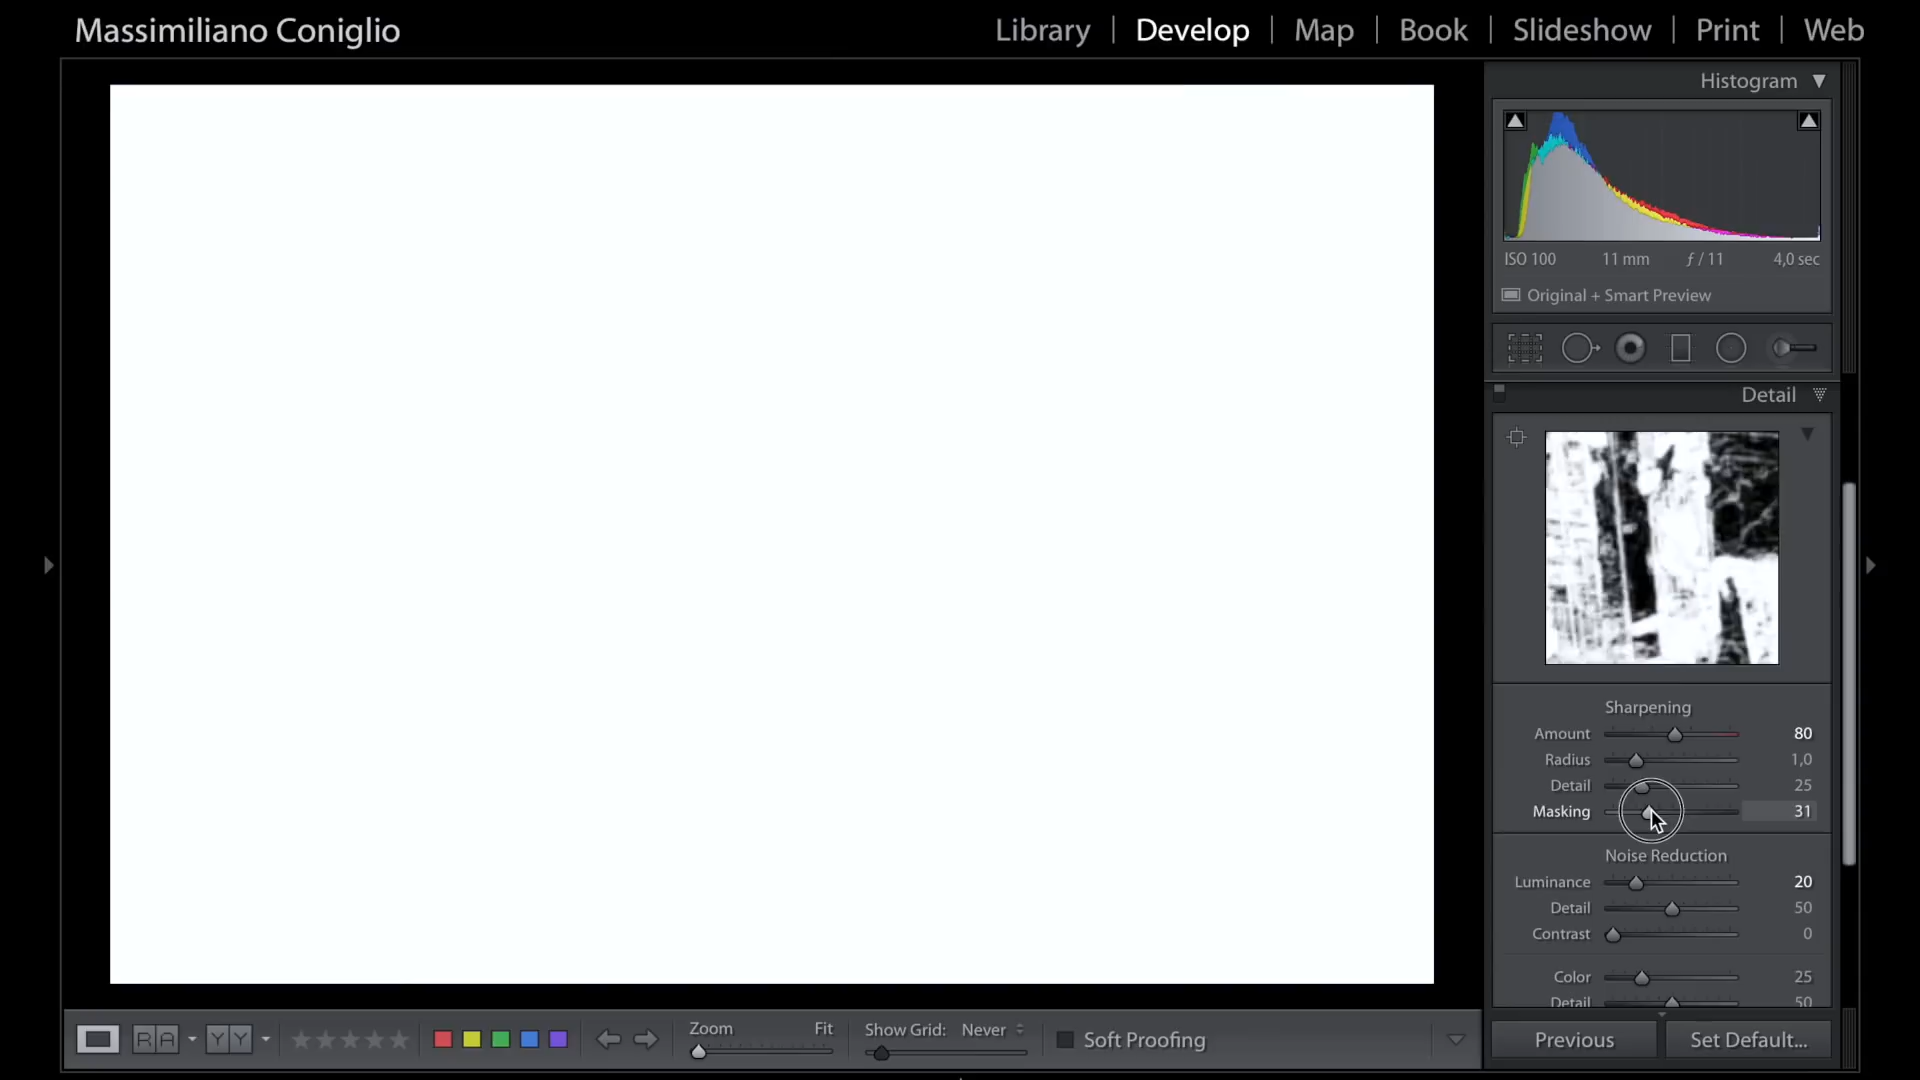 Massimiliano Coniglio
Library | Develop | Map | Book | Slideshow | Print | Web
Histogram
ISO 100 11 mm ƒ / 11 4,0 sec
Original + Smart Preview
Detail
Sharpening
Amount 80
Radius 1,0
Detail 25
Masking 31
Noise Reduction
Luminance 20
Detail 50
Contrast 0
Color 25
Detail 50
R A Y Y Zoom Fit Show Grid: Never Soft Proofing Previous Set Default...